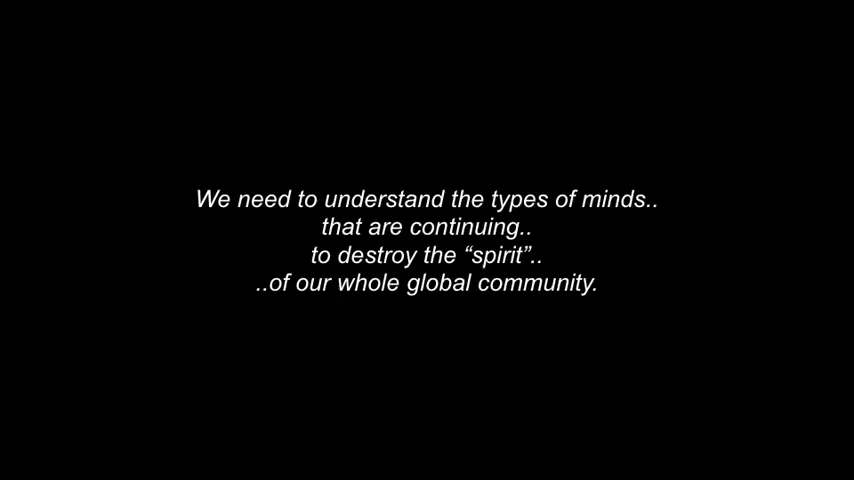 We need to understand the types of minds..
that are continuing..
to destroy the “spirit”..
..of our whole global community.